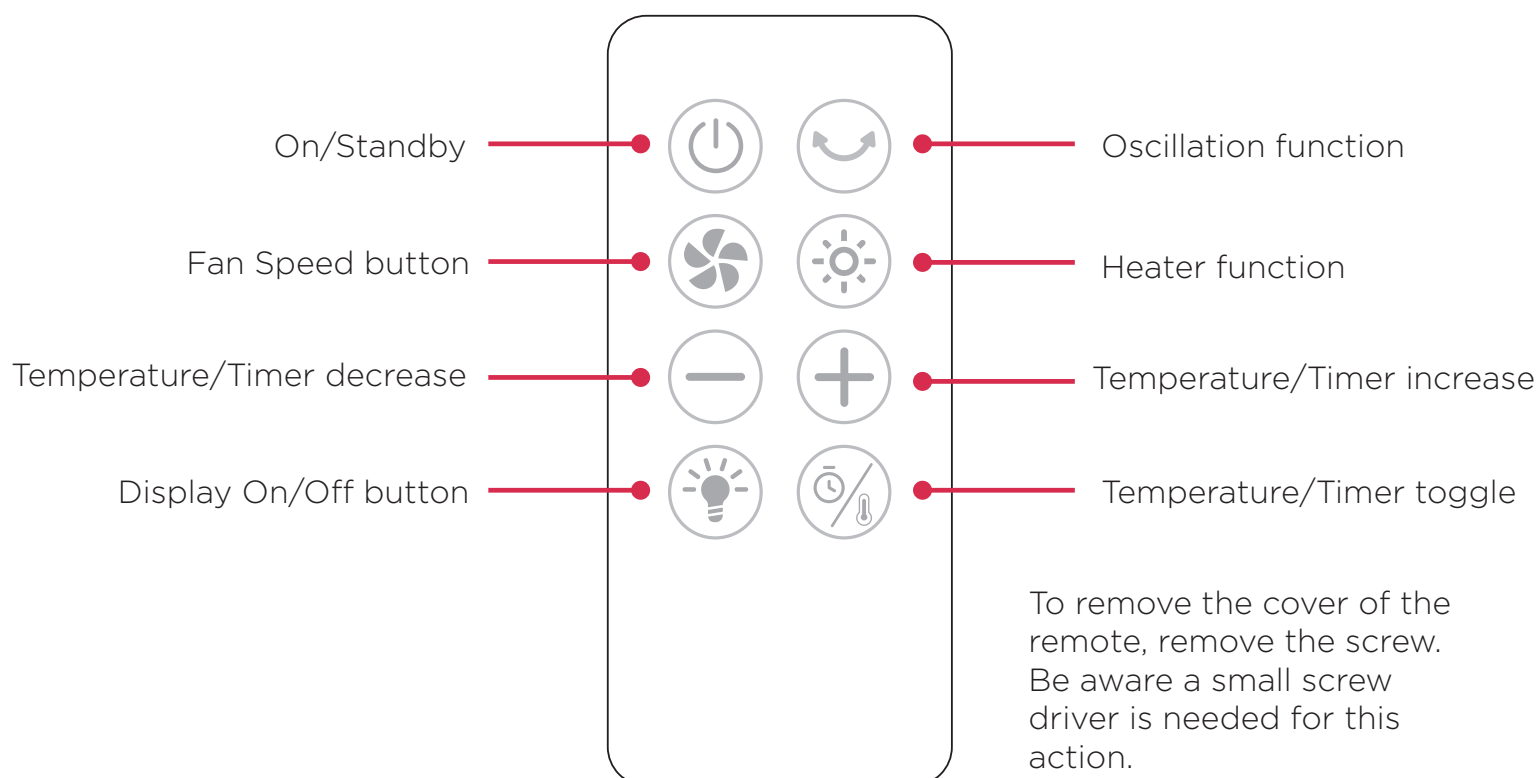 On/Standby
Oscillation function
Fan Speed button
Heater function
Temperature/Timer decrease
Temperature/Timer increase
Display On/Off button
Temperature/Timer toggle
To remove the cover of the
remote, remove the screw.
Be aware a small screw
driver is needed for this
action.